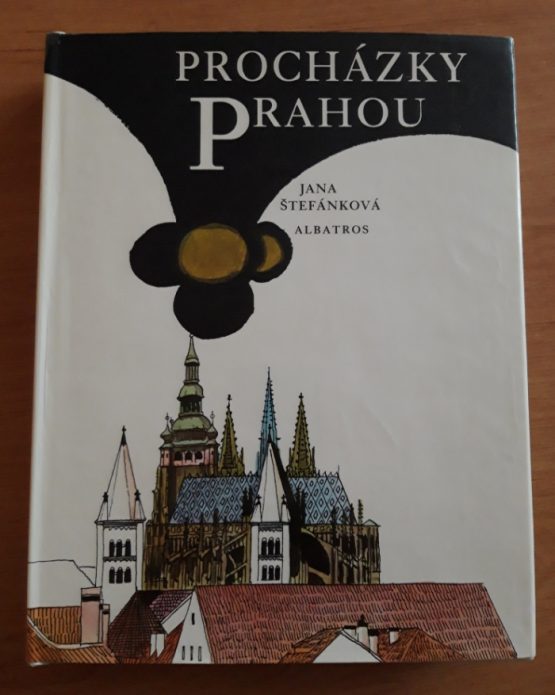 PROCHÁZKY
PRAHOU
JANA
ŠTEFÁNKOVÁ
ALBATROS